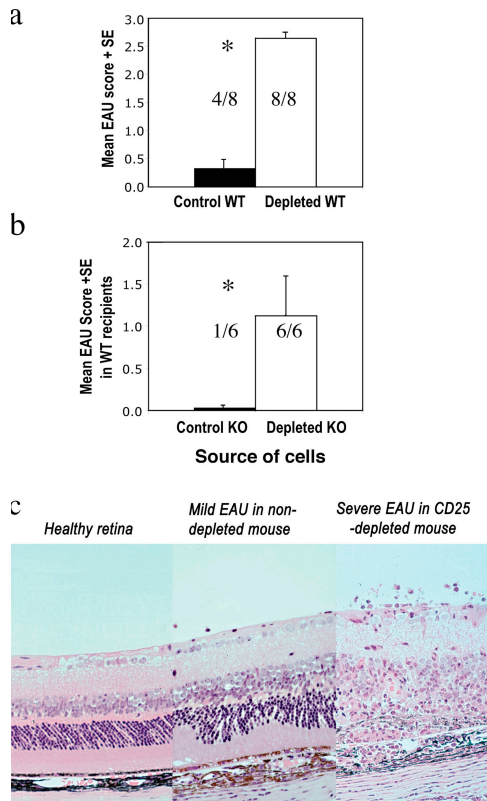 a
Mean EAU score + SE
3.0
2.5
2.0
1.5
1.0
0.5
0.0
*
4/8 8/8
Control WT Depleted WT
b
Mean EAU Score +SE
in WT recipients
2.0
1.5
1.0
0.5
0.0
*
1/6 6/6
Control KO Depleted KO
Source of cells
c
Healthy retina
Mild EAU in non-
depleted mouse
Severe EAU in CD25
-depleted mouse